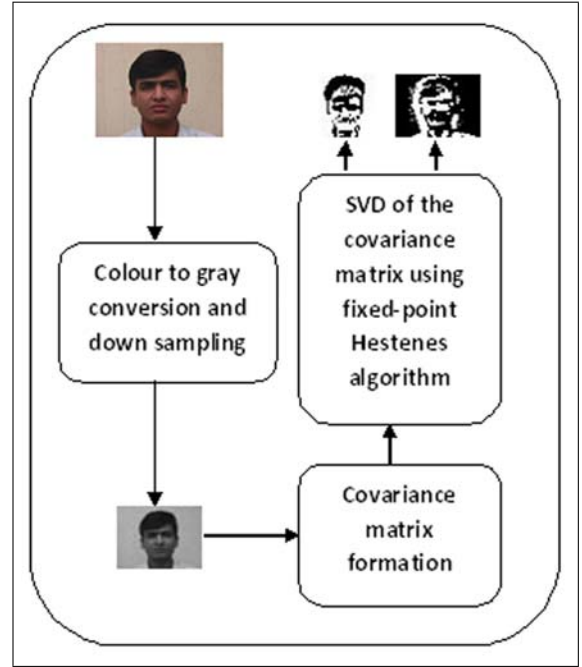 Colour to gray
conversion and
down sampling
Covariance
matrix
formation
SVD of the
covariance
matrix using
fixed-point
Hestenes
algorithm